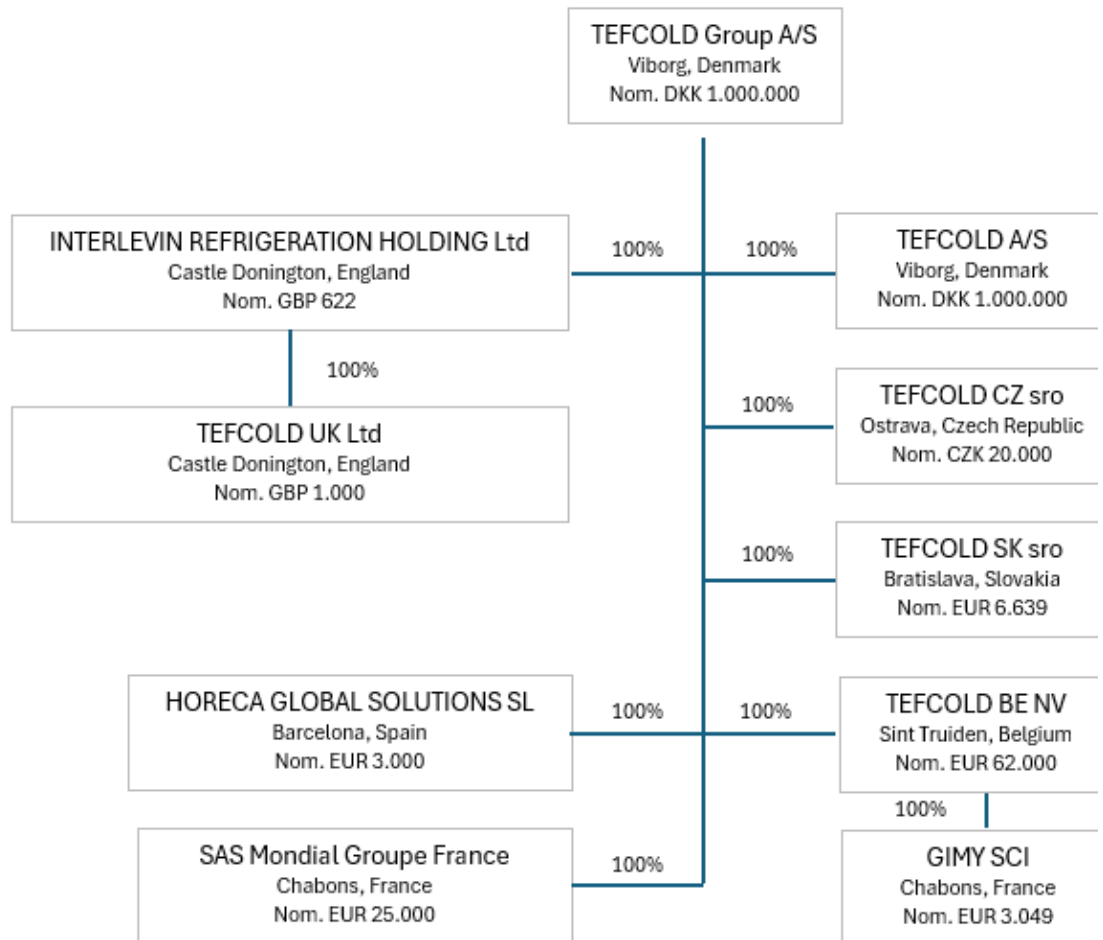 TEFCOLD Group A/S
Viborg, Denmark
Nom. DKK 1.000.000
INTERLEVIN REFRIGERATION HOLDING Ltd
Castle Donington, England
Nom. GBP 622
100%
100%
TEFCOLD A/S
Viborg, Denmark
Nom. DKK 1.000.000
100%
TEFCOLD UK Ltd
Castle Donington, England
Nom. GBP 1.000
100%
TEFCOLD CZ sro
Ostrava, Czech Republic
Nom. CZK 20.000
100%
TEFCOLD SK sro
Bratislava, Slovakia
Nom. EUR 6.639
HORECA GLOBAL SOLUTIONS SL
Barcelona, Spain
Nom. EUR 3.000
100%
100%
TEFCOLD BE NV
Sint Truiden, Belgium
Nom. EUR 62.000
100%
SAS Mondial Groupe France
Chabons, France
Nom. EUR 25.000
100%
GIMY SCI
Chabons, France
Nom. EUR 3.049